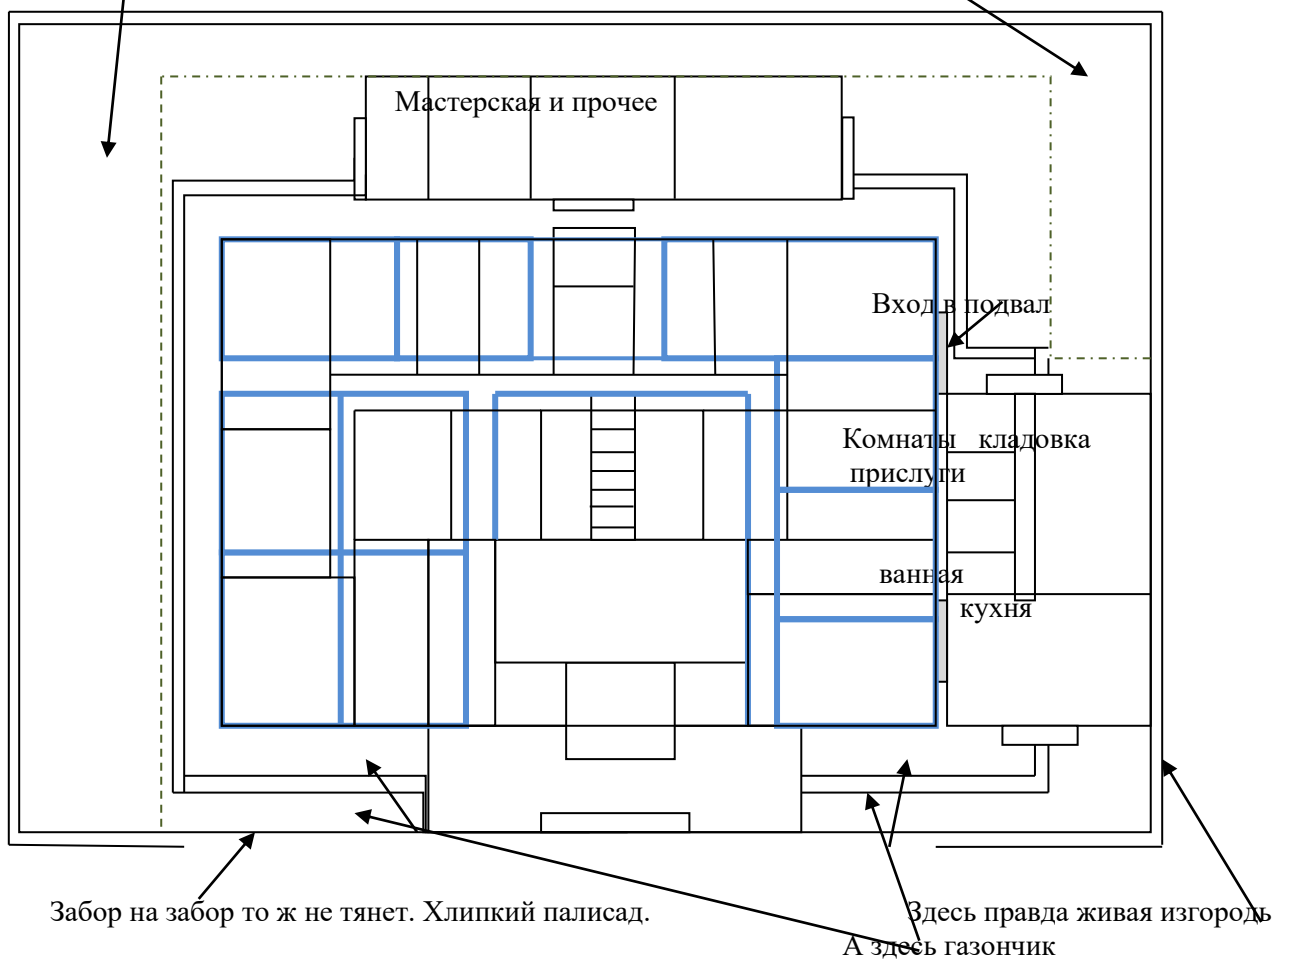 Мастерская и прочее
Вход в подвал
Комнаты кладовка
прислуги
ванная
кухня
Забор на забор то ж не тянет. Хлипкий палисад.
Здесь правда живая изгородь
А здесь газончик